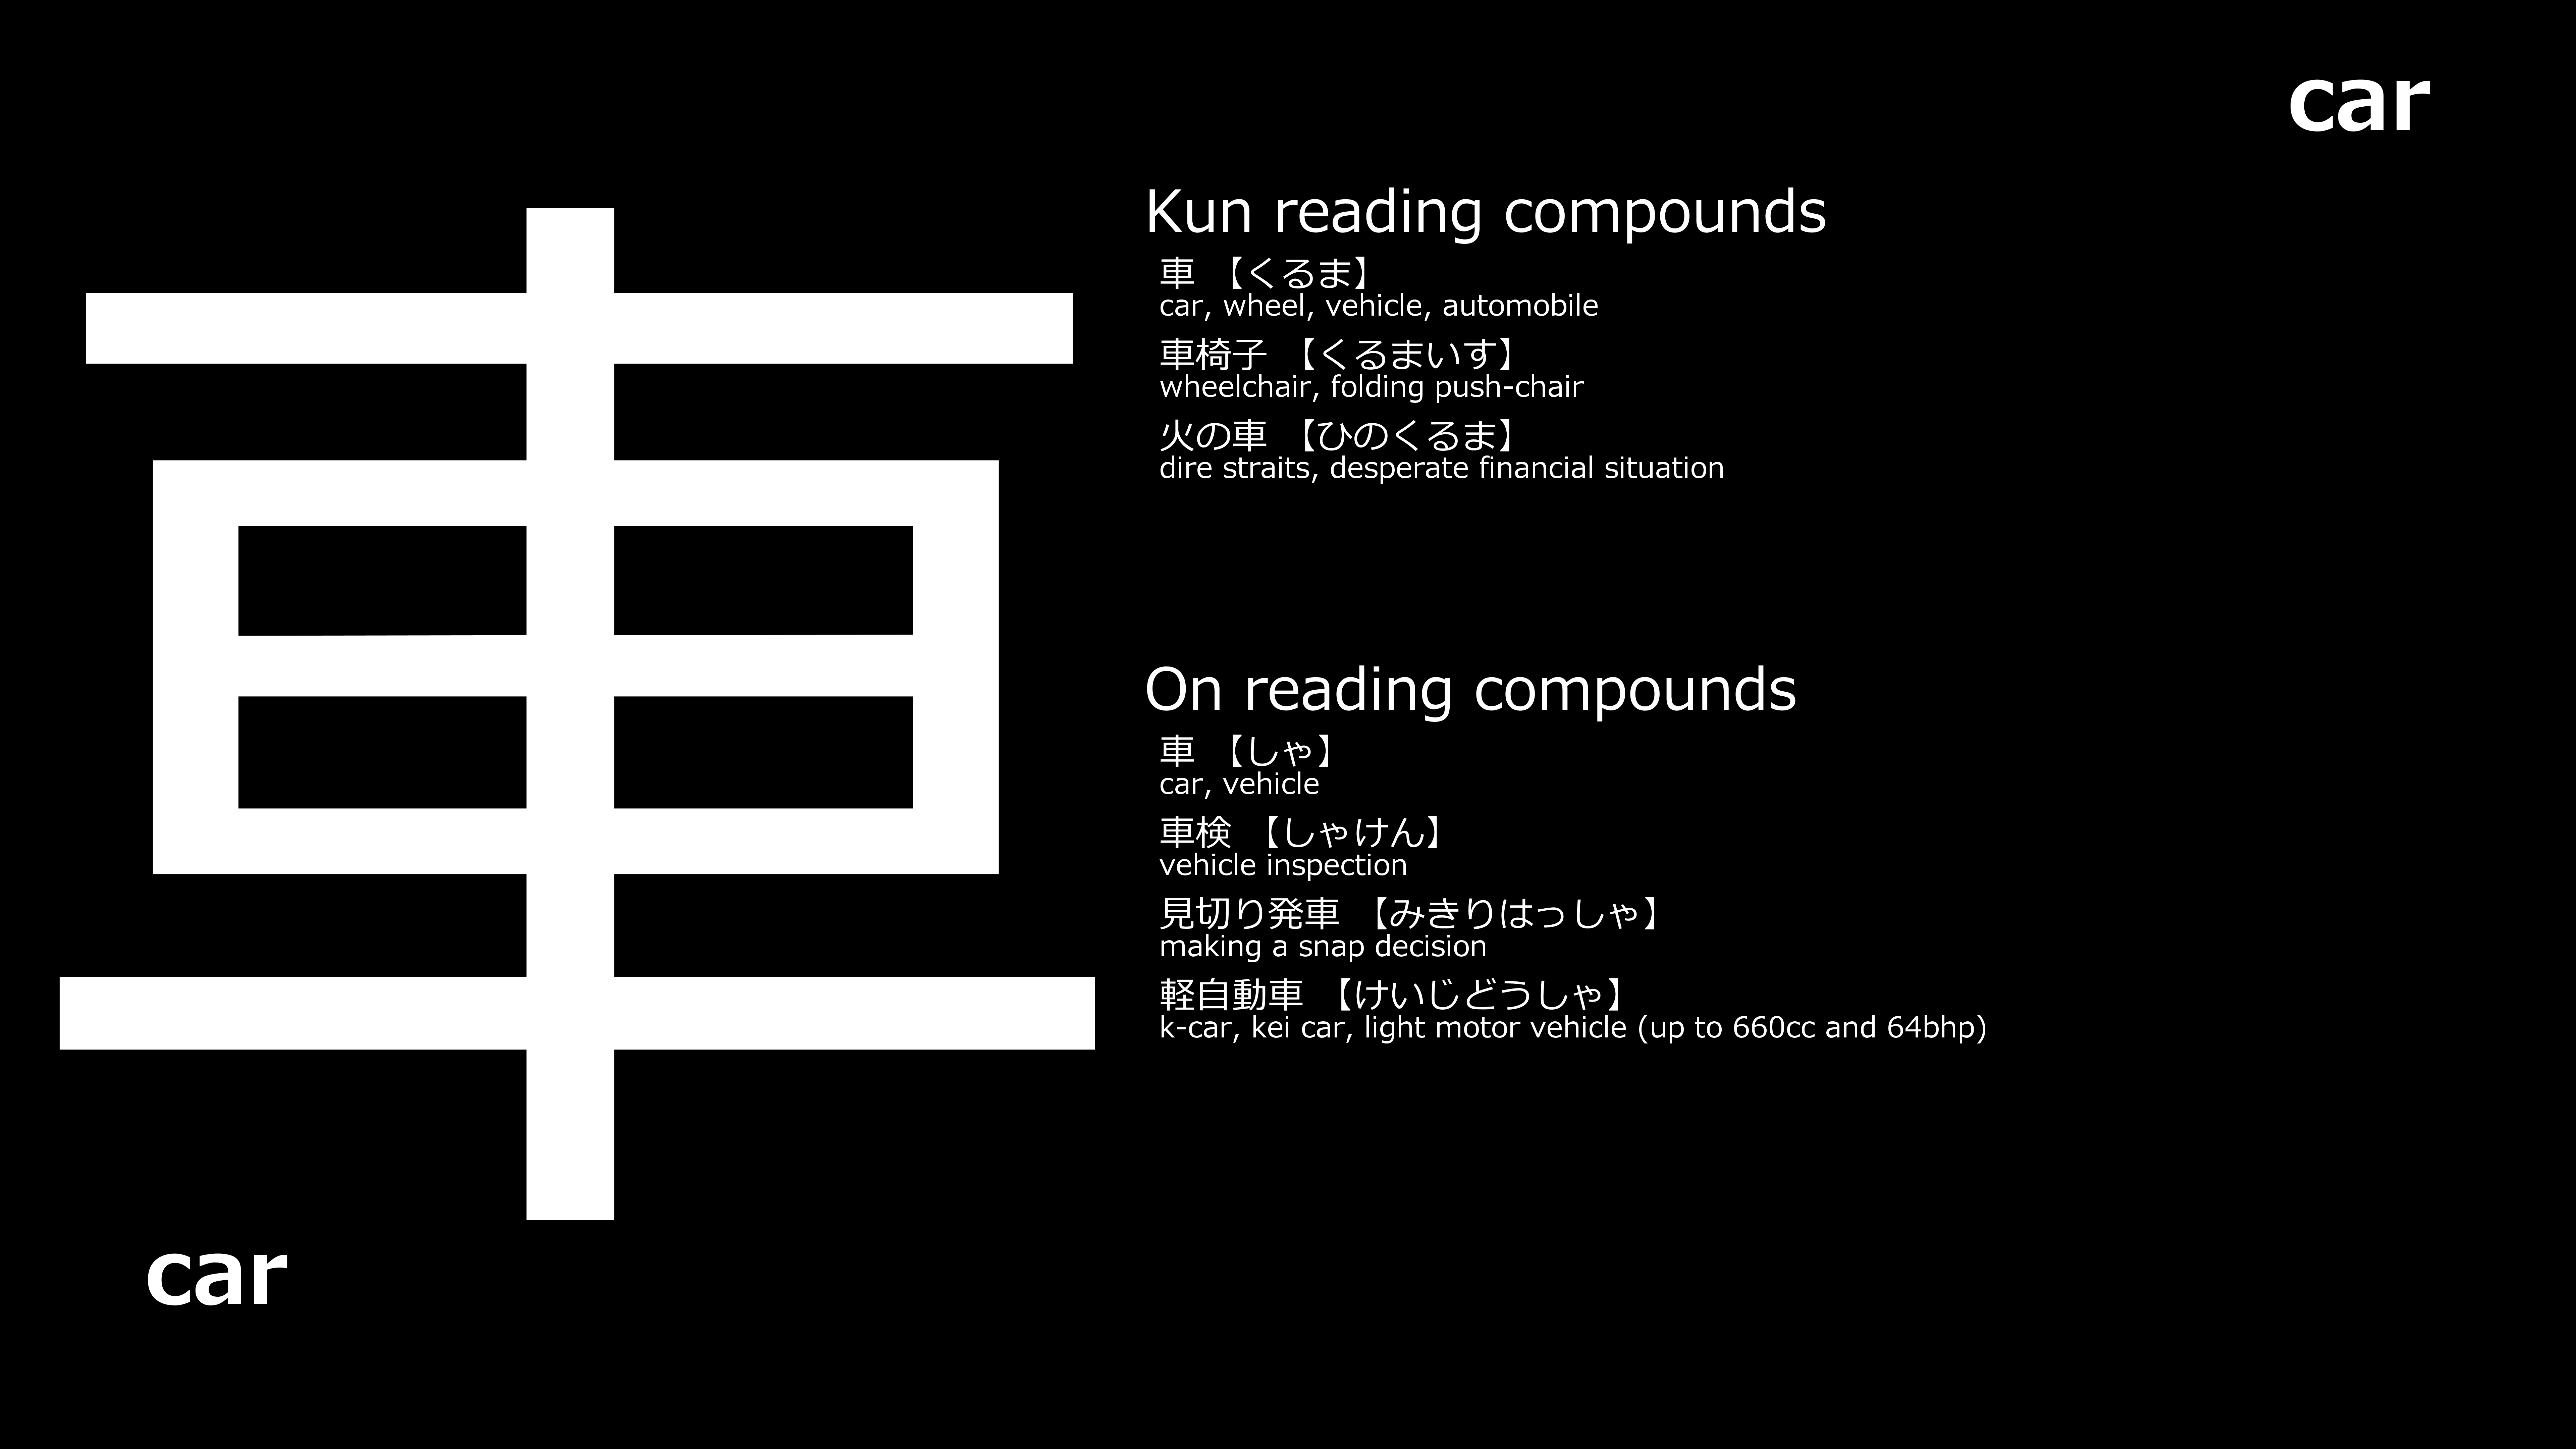 car
車
Kun reading compounds
車 【くるま】
car, wheel, vehicle, automobile
車椅子 【くるまいす】
wheelchair, folding push-chair
火の車 【ひのくるま】
dire straits, desperate financial situation
On reading compounds
車 【しゃ】
car, vehicle
車検 【しゃけん】
vehicle inspection
見切り発車 【みきりはっしゃ】
making a snap decision
軽自動車 【けいじどうしゃ】
k-car, kei car, light motor vehicle (up to 660cc and 64bhp)
car